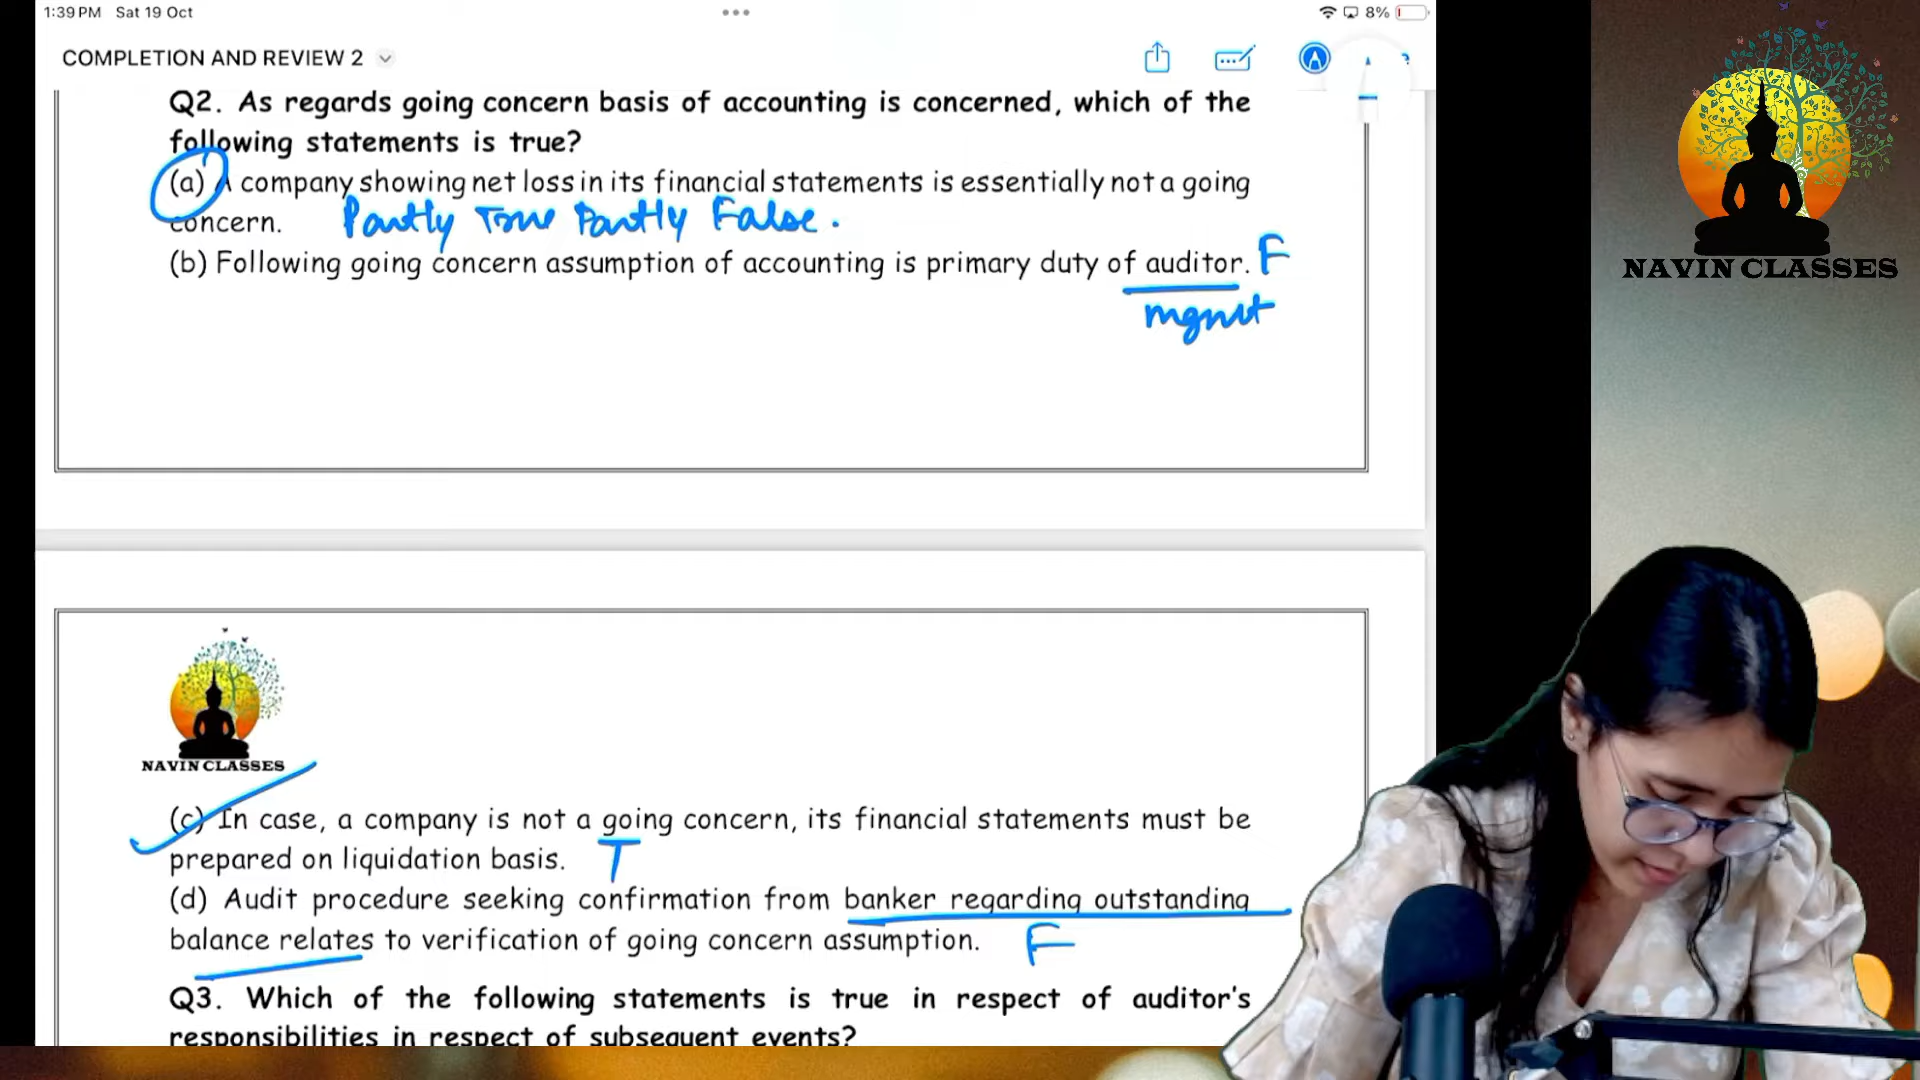 1:39 PM Sat 19 Oct
8%
COMPLETION AND REVIEW 2
Q2. As regards going concern basis of accounting is concerned, which of the
following statements is true?
(a) A company showing net loss in its financial statements is essentially not a going
concern. Partly True Partly False.
(b) Following going concern assumption of accounting is primary duty of auditor. F
mgmt
NAVIN CLASSES
NAVIN CLASSES
(c) In case, a company is not a going concern, its financial statements must be
prepared on liquidation basis. T
(d) Audit procedure seeking confirmation from banker regarding outstanding
balance relates to verification of going concern assumption. F
Q3. Which of the following statements is true in respect of auditor's
responsibilities in respect of subsequent events?